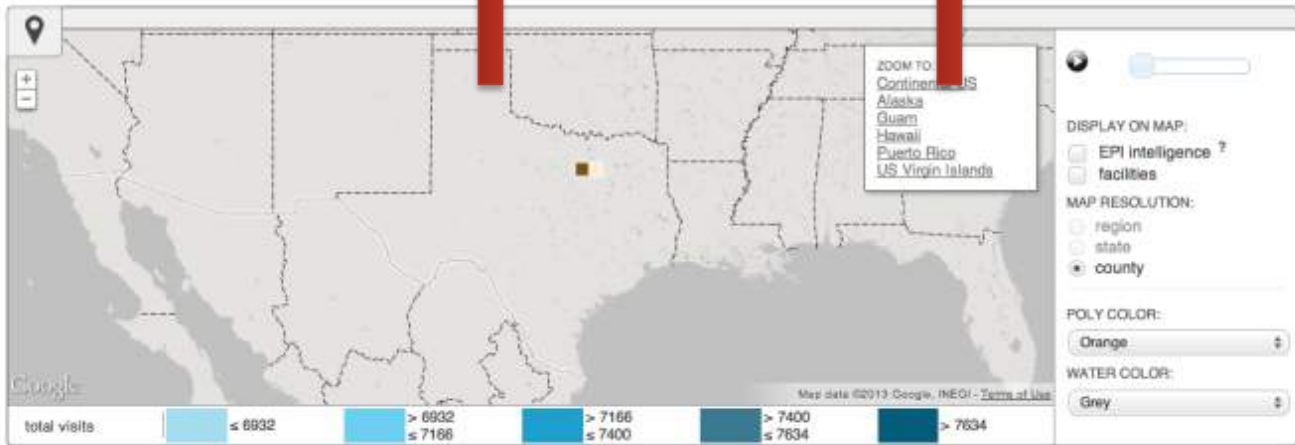 ZOOM TO:
Continental US
Alaska
Guam
Hawaii
Puerto Rico
US Virgin Islands
DISPLAY ON MAP:
EPI intelligence ?
facilities
MAP RESOLUTION:
region
state
county
POLY COLOR:
Orange
WATER COLOR:
Grey
Google
Map data ©2013 Google, INEGI - Terms of Use
total visits
≤ 6932
> 6932
≤ 7166
> 7166
≤ 7400
> 7400
≤ 7634
> 7634